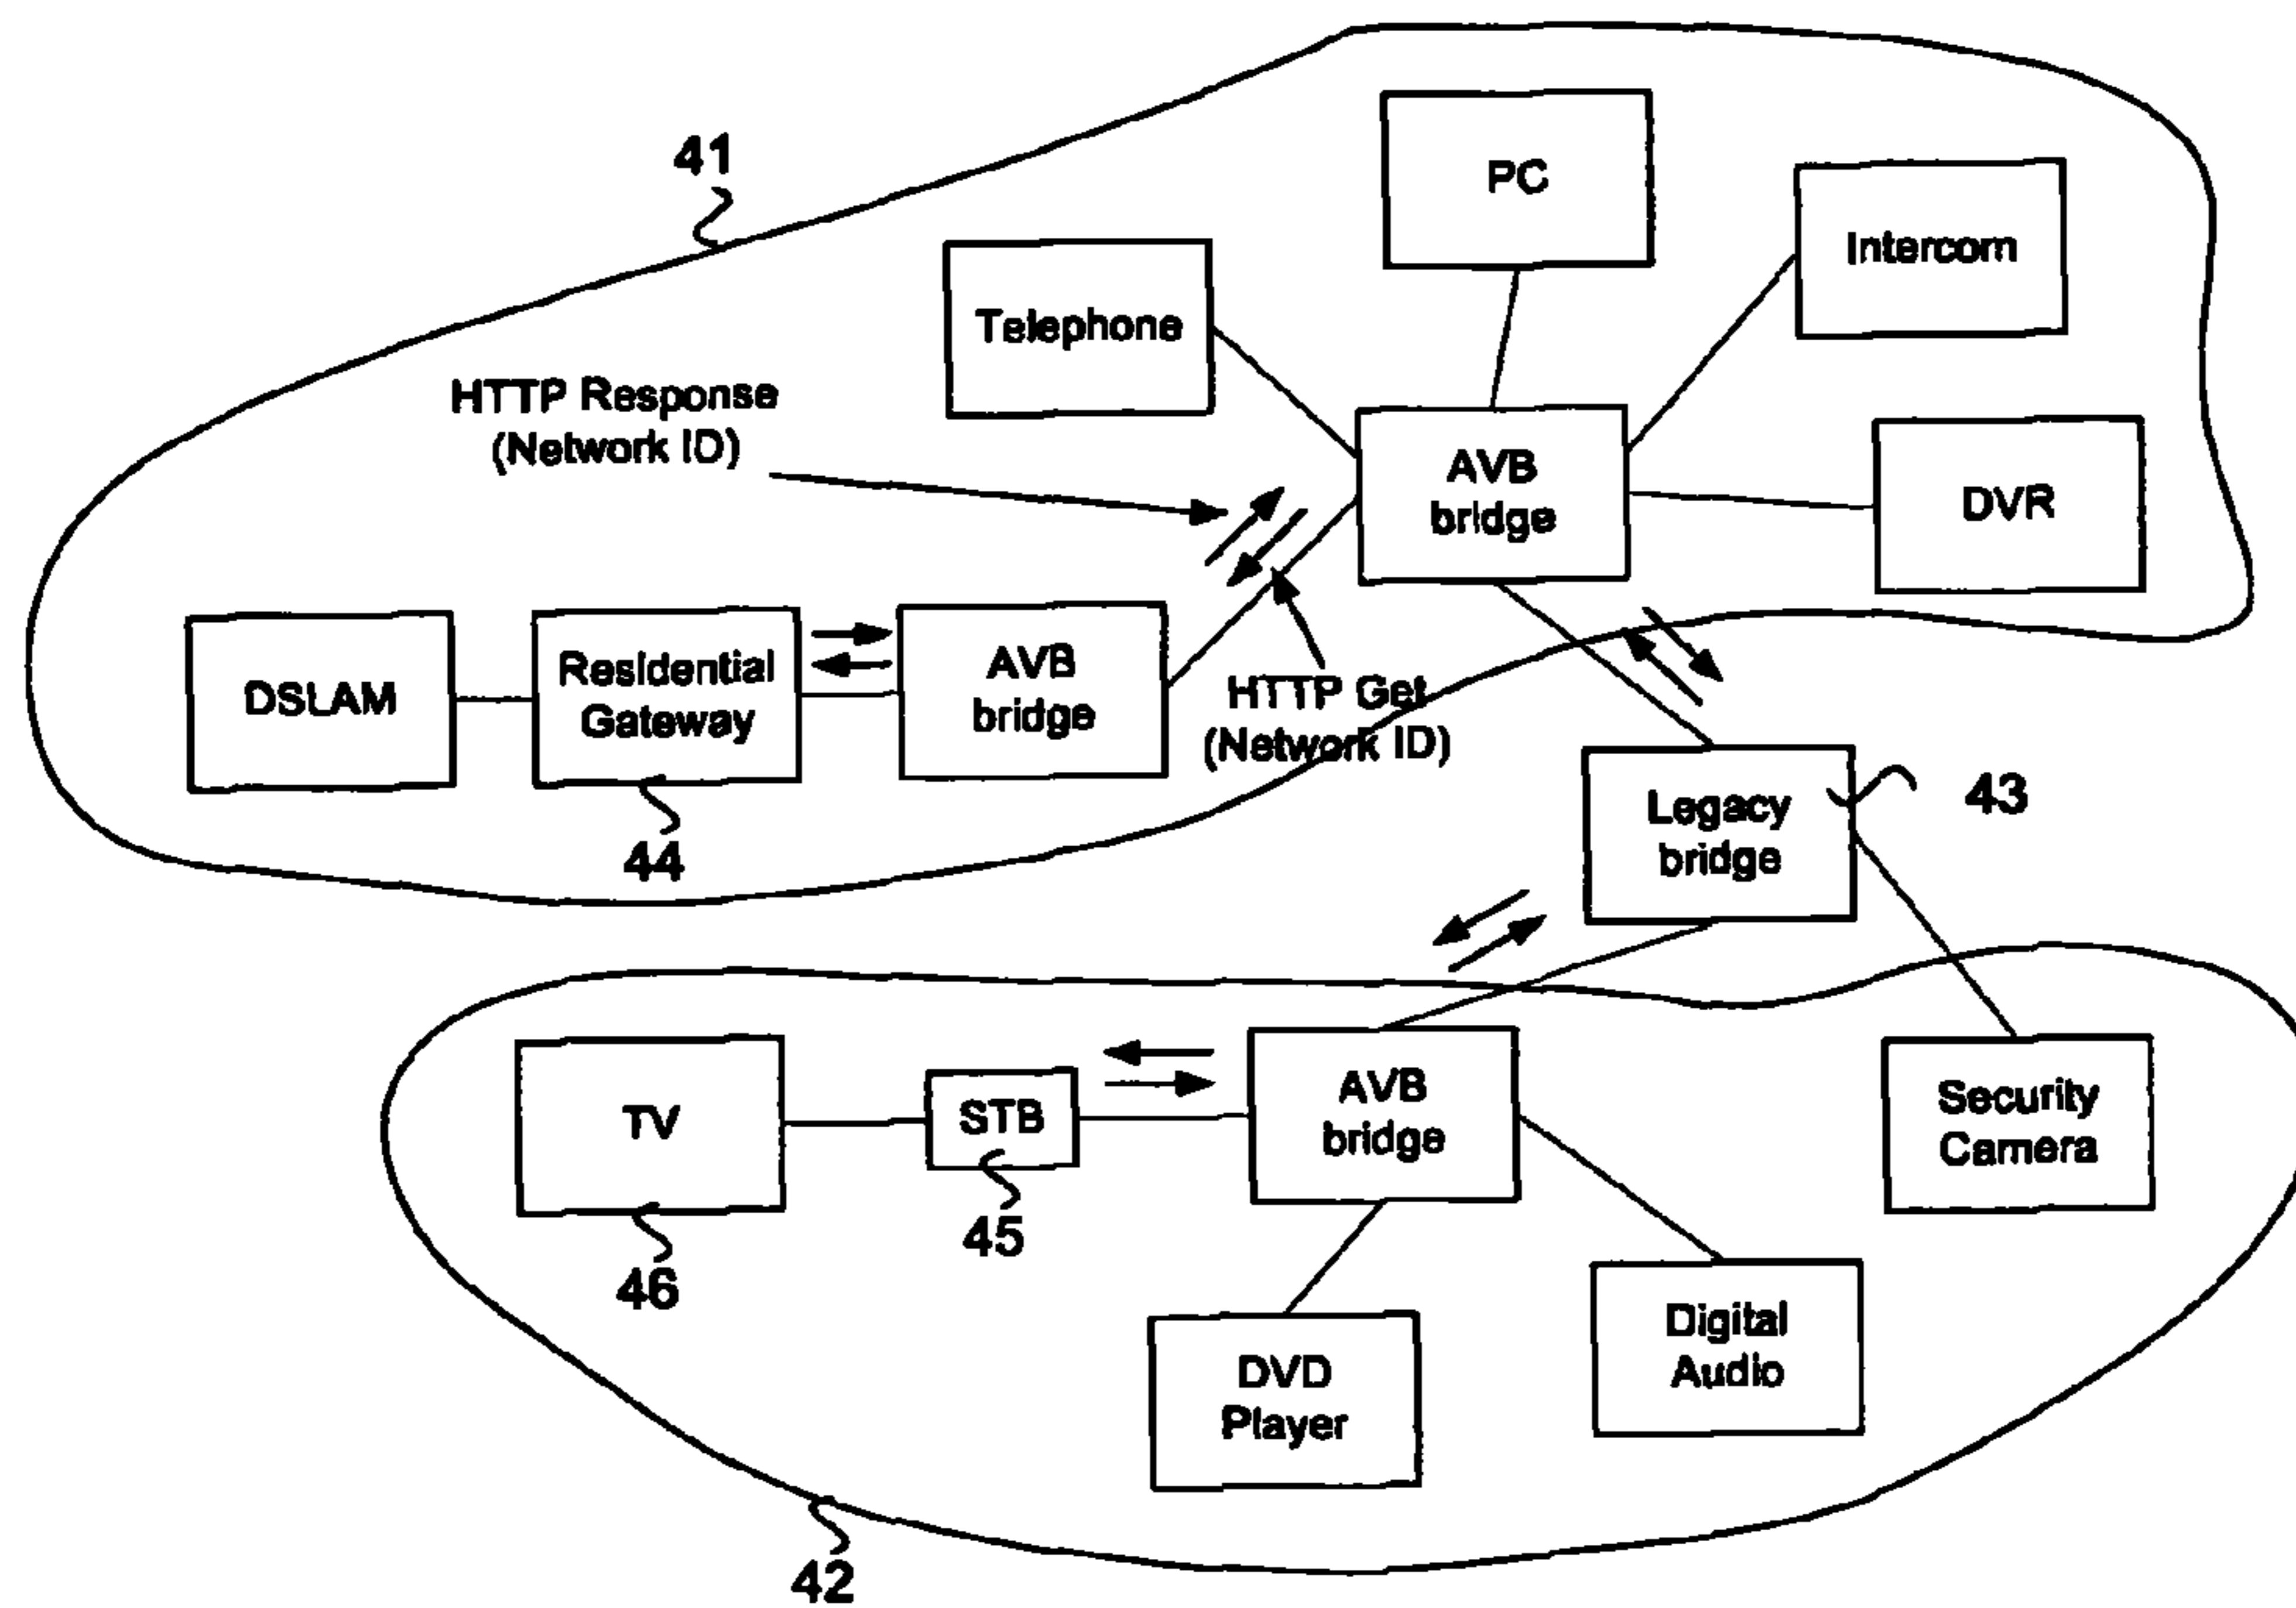 41
PC
Intercom
Telephone
HTTP Response
(Network ID)
AVB
bridge
DVR
DSLAM
Residential
Gateway
AVB
bridge
HTTP Get
(Network ID)
44
Legacy
bridge
43
TV
STB
AVB
bridge
Security
Camera
45
46
DVD
Player
Digital
Audio
42